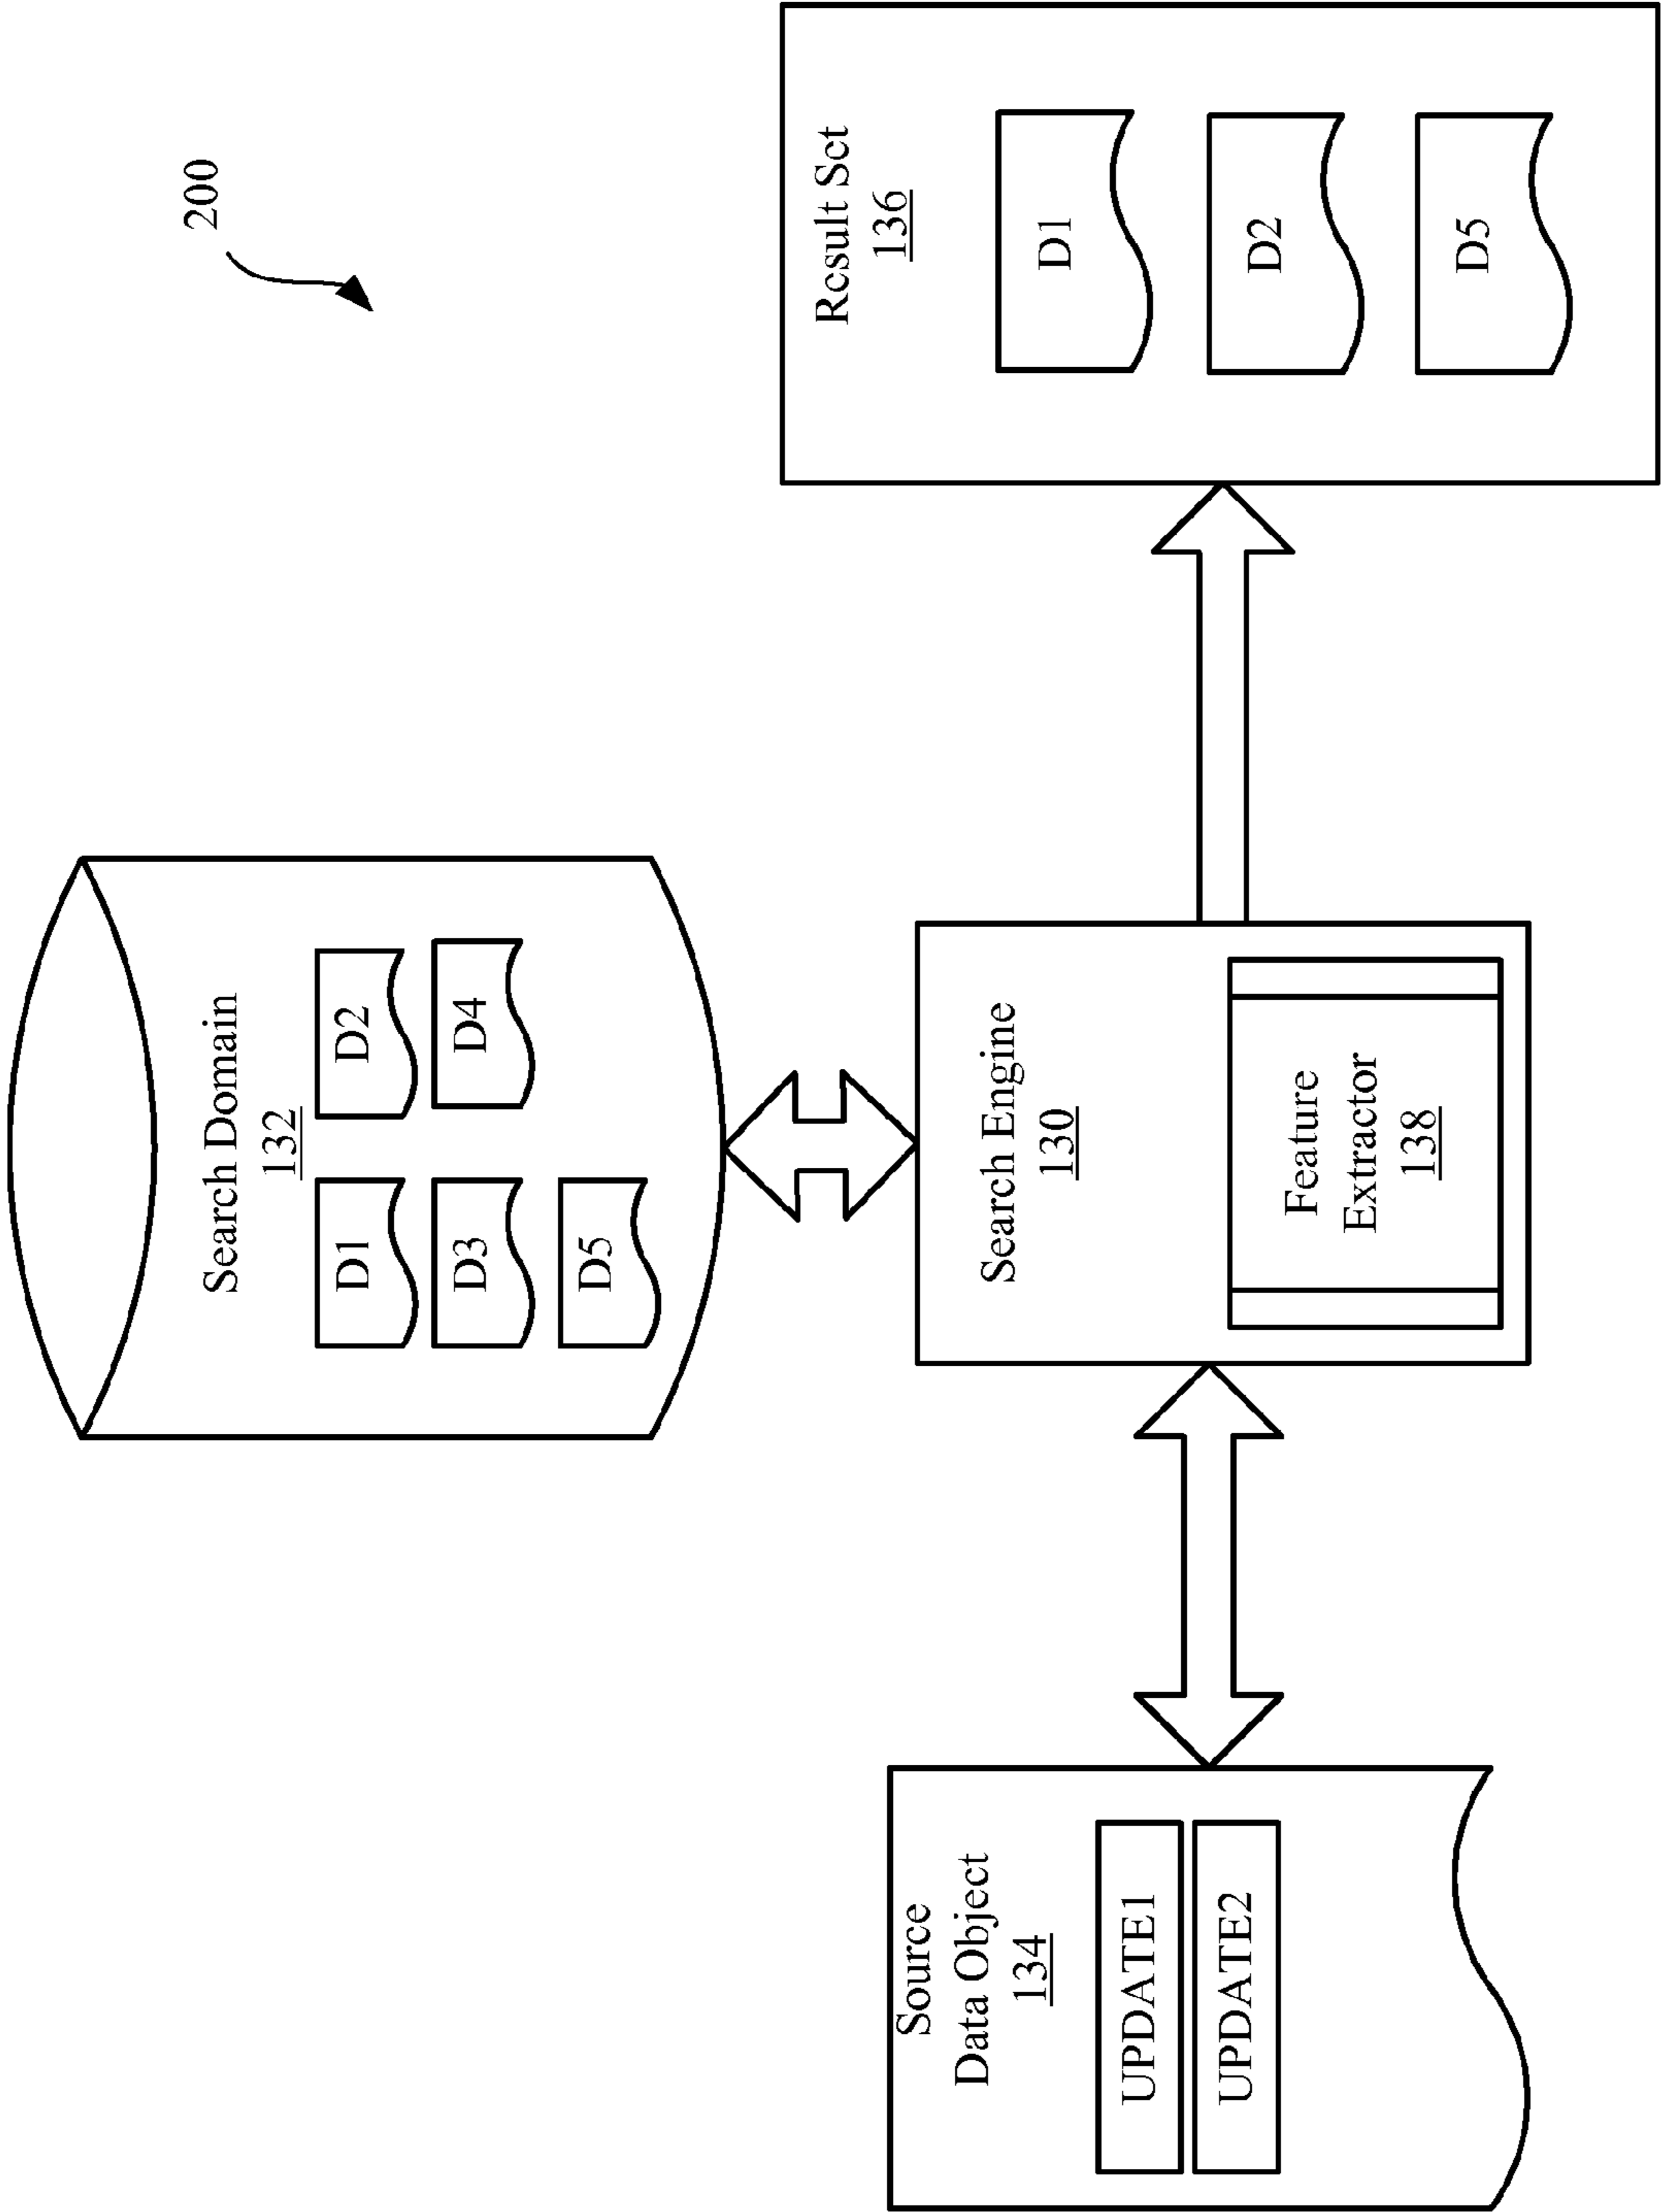 200
Search Domain
132
D1
D2
D3
D4
D5
Source
Data Object
134
UPDATE1
UPDATE2
Search Engine
130
Feature
Extractor
138
Result Set
136
D1
D2
D5